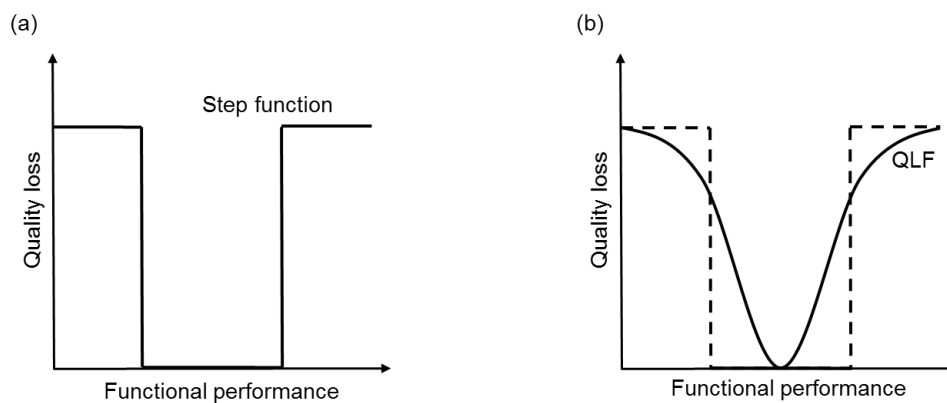 (a)
Step function
Quality loss
Functional performance
(b)
QLF
Quality loss
Functional performance